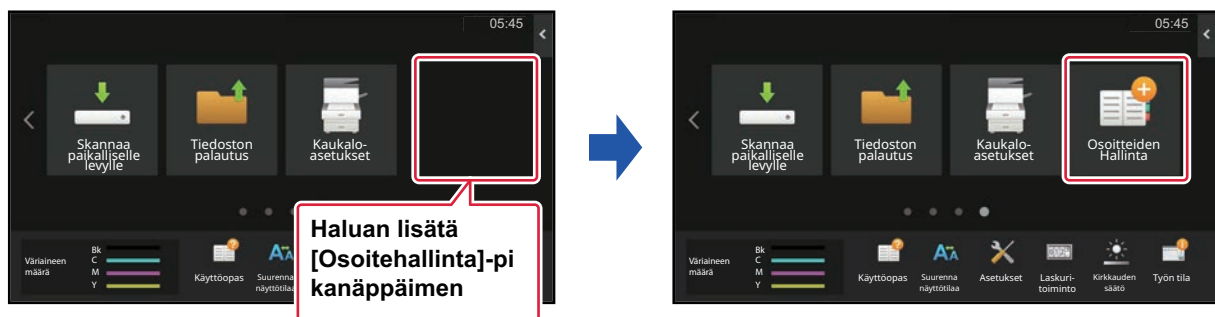 05:45
Skannaa
paikalliselle
levylle
Tiedoston
palautus
Kaukalo-
asetukset
Haluan lisätä
[Osoitehallinta]-pi
kanäppäimen
Väriaineen
määrä
Bk
C
M
Y
Käyttöopas
Suurenna
näyttötilaa
05:45
Skannaa
paikalliselle
levylle
Tiedoston
palautus
Kaukalo-
asetukset
Osoitteiden
Hallinta
Väriaineen
määrä
Bk
C
M
Y
Käyttöopas
Suurenna
näyttötilaa
Asetukset
Laskuri-
toiminto
Kirkkauden
säätö
Työn tila